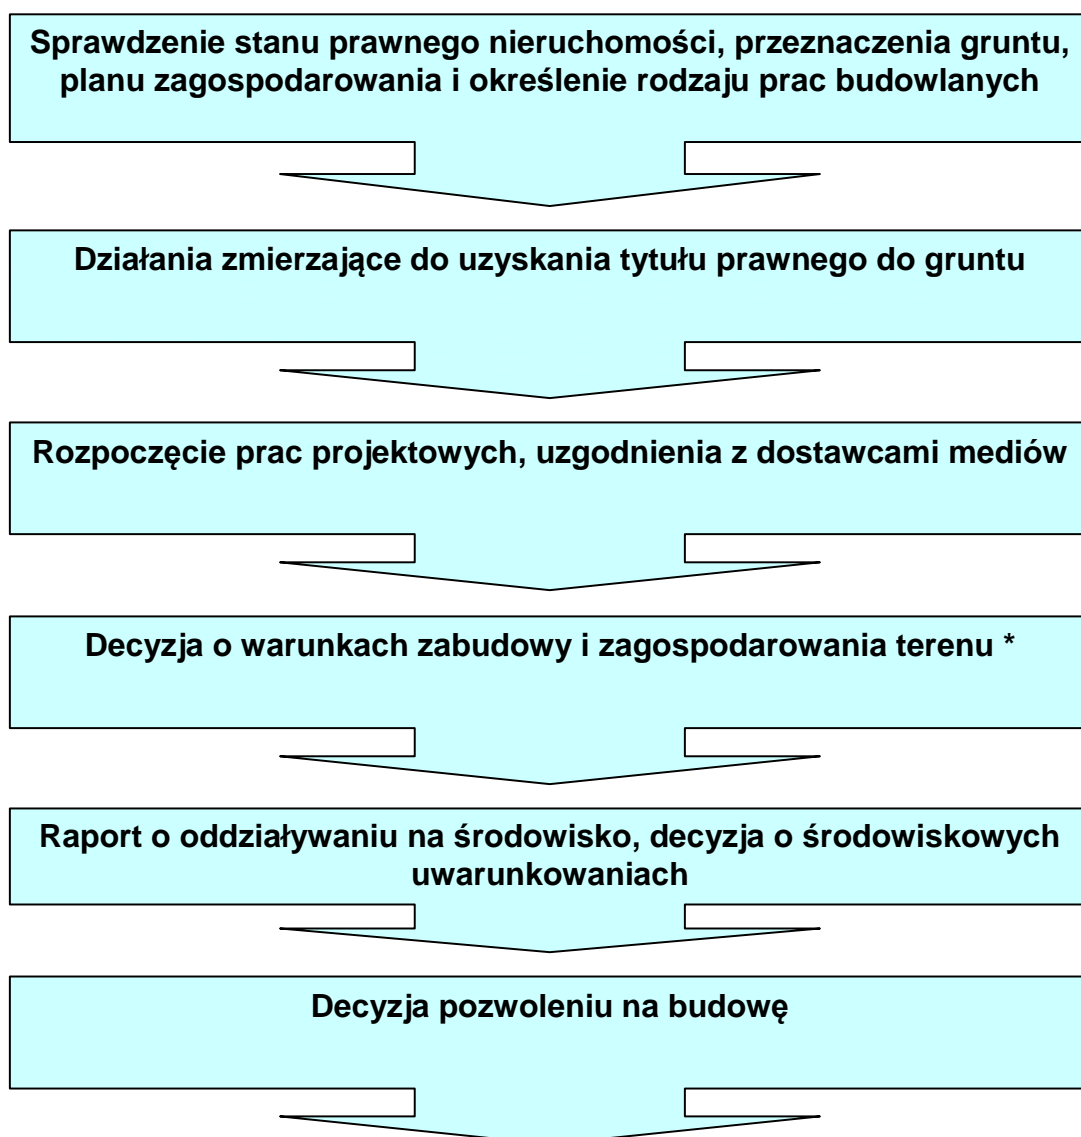 Sprawdzenie stanu prawnego nieruchomości, przeznaczenia gruntu,
planu zagospodarowania i określenie rodzaju prac budowlanych
Działania zmierzające do uzyskania tytułu prawnego do gruntu
Rozpoczęcie prac projektowych, uzgodnienia z dostawcami mediów
Decyzja o warunkach zabudowy i zagospodarowania terenu *
Raport o oddziaływaniu na środowisko, decyzja o środowiskowych
uwarunkowaniach
Decyzja pozwoleniu na budowę